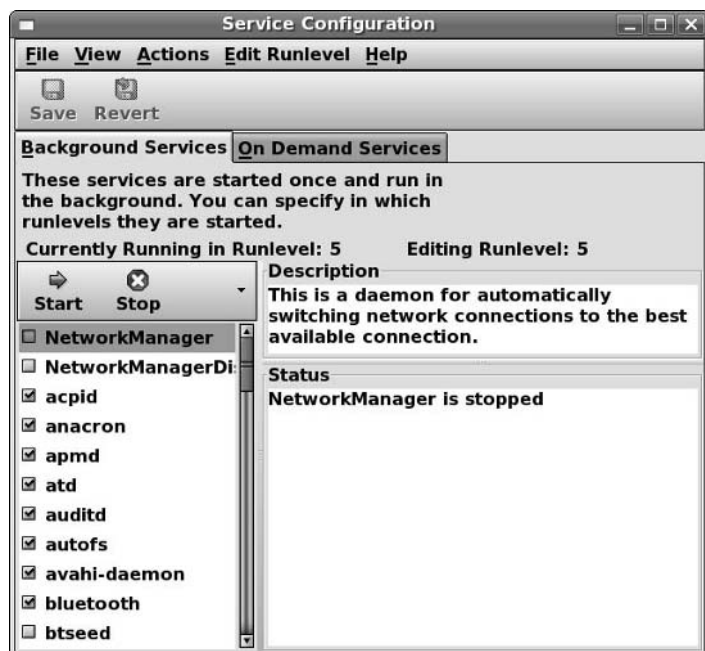 Service Configuration
File View Actions Edit Runlevel Help
Save Revert
Background Services On Demand Services
These services are started once and run in
the background. You can specify in which
runlevels they are started.
Currently Running in Runlevel: 5 Editing Runlevel: 5
Start Stop
NetworkManager
NetworkManagerDi
acpid
anacron
apmd
atd
auditd
autofs
avahi-daemon
bluetooth
btseed
Description
This is a daemon for automatically
switching network connections to the best
available connection.
Status
NetworkManager is stopped